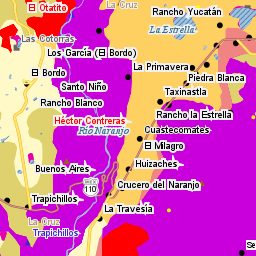 La Cruz
Otatito
Rancho Yucatán
La Estrella
Las Cotorras
Los García (El Bordo)
La Primavera
El Bordo
Piedra Blanca
Santo Niño
Taxinastla
Rancho Blanco
Rancho la Estrella
Héctor Contreras
Río Naranjo
Cuastecomates
El Milagro
Huizaches
Buenos Aires
Crucero del Naranjo
MEX
110
Trapichillos
La Travesía
La Cruz
Trapichillos
Se